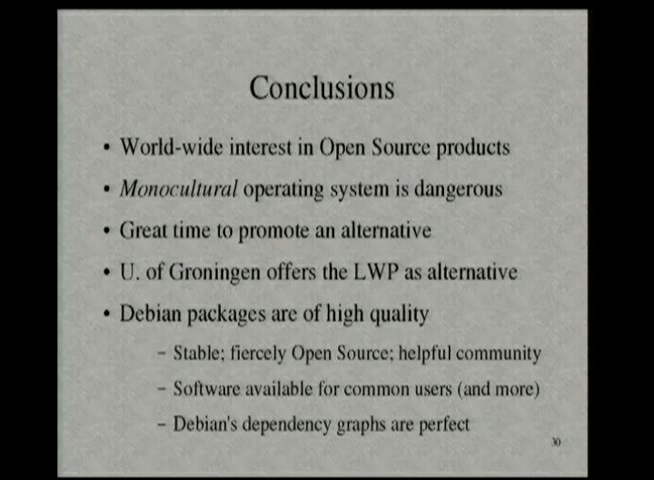 Conclusions
• World-wide interest in Open Source products
• Monocultural operating system is dangerous
• Great time to promote an alternative
• U. of Groningen offers the LWP as alternative
• Debian packages are of high quality
– Stable; fiercely Open Source; helpful community
– Software available for common users (and more)
– Debian's dependency graphs are perfect
30